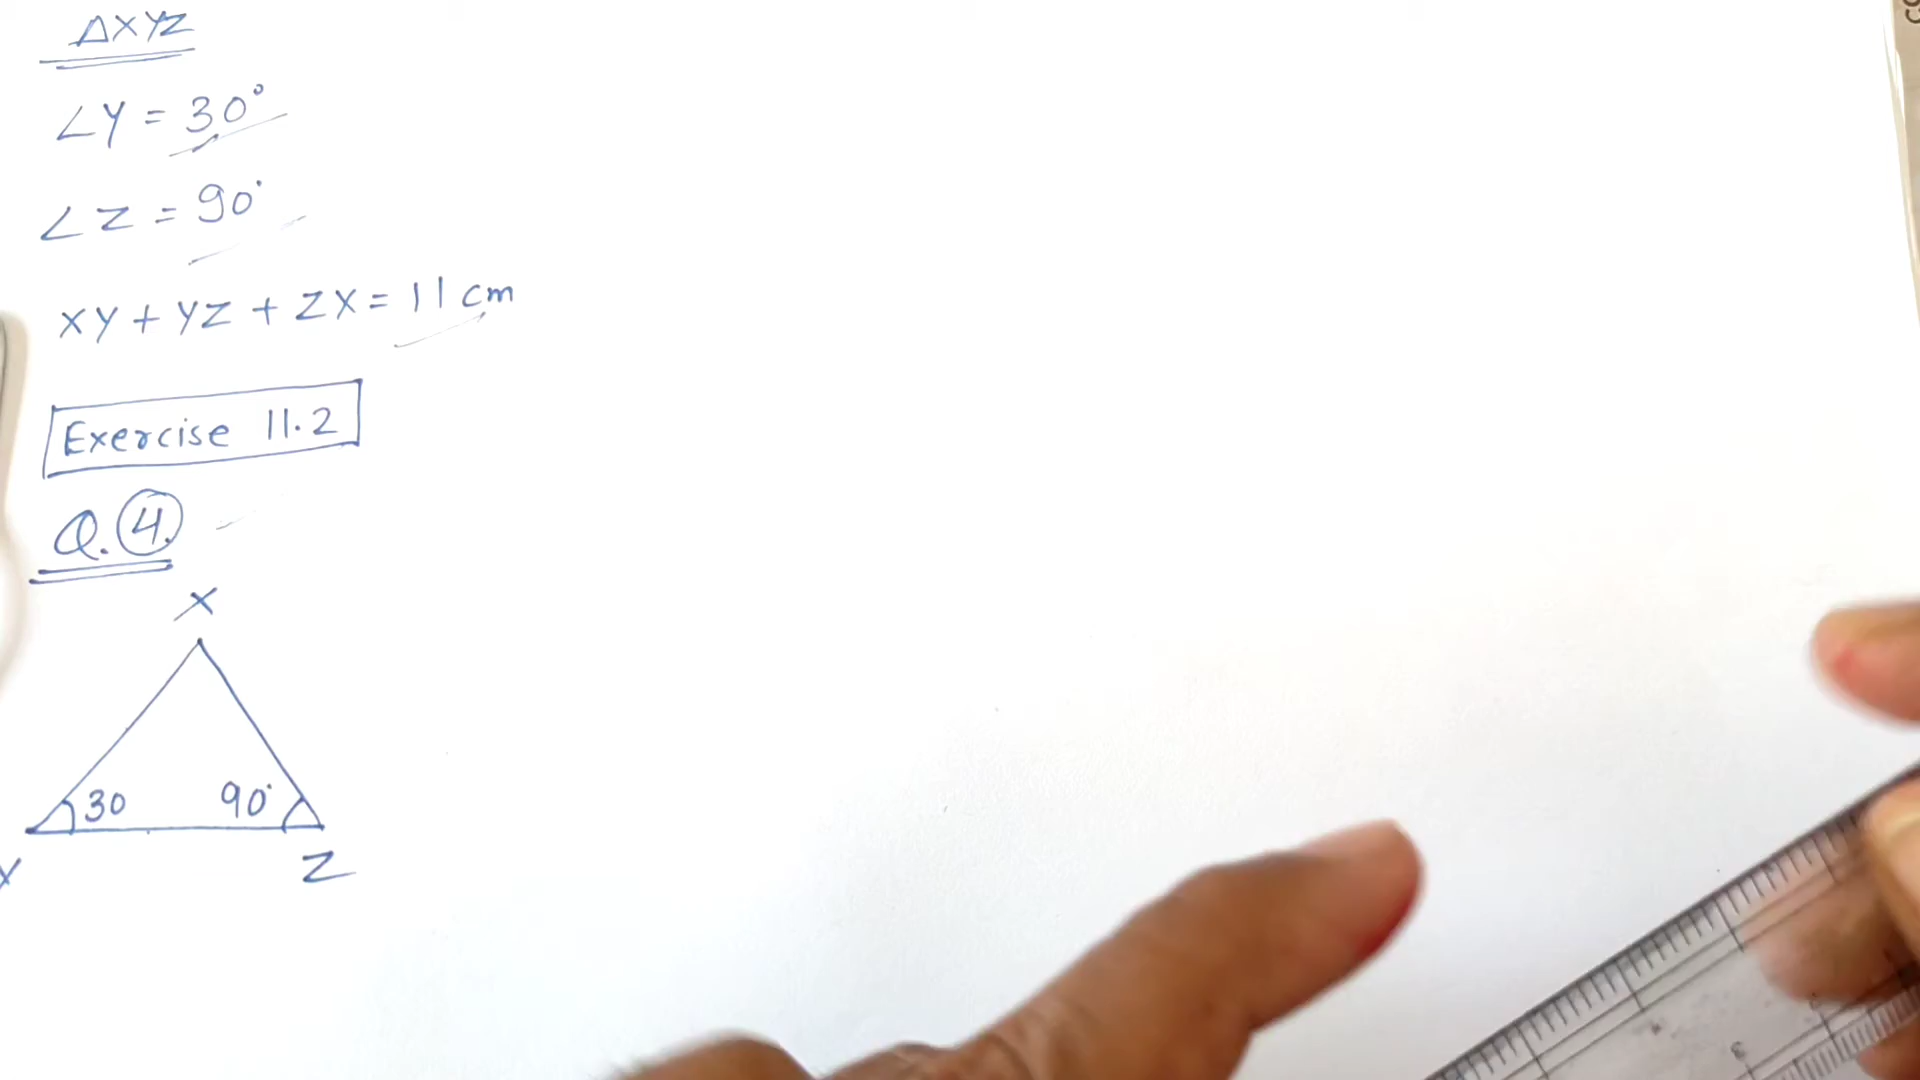 ΔXYZ
∠Y = 30°
∠Z = 90°
XY + YZ + ZX = 11 cm
Exercise 11.2
Q. 4.
X
30 90°
Y Z